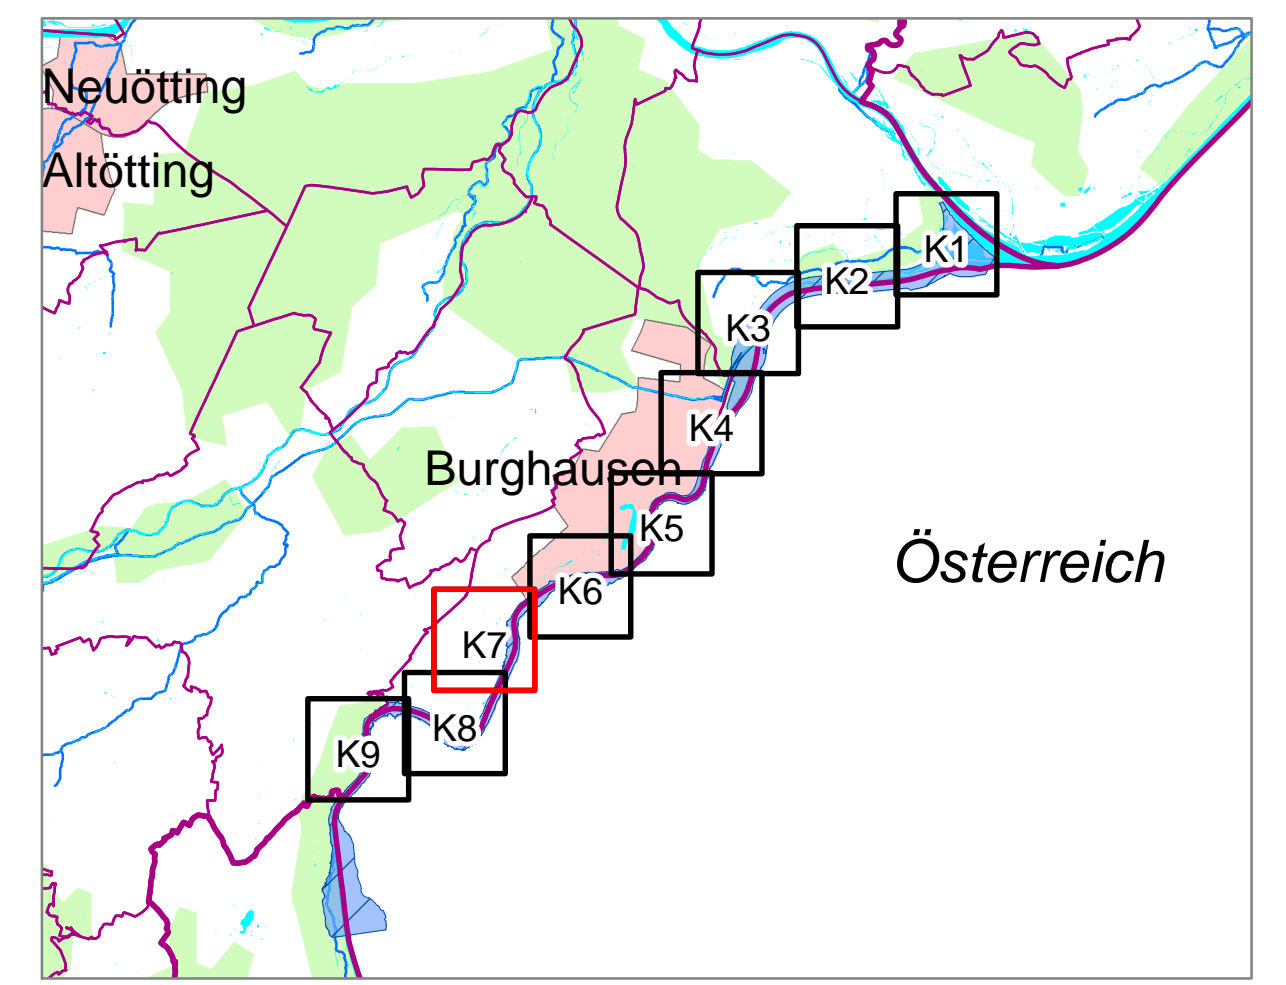 Neuötting
Altötting
K1
K2
K3
K4
Burghausen
K5
Österreich
K6
K7
K8
K9